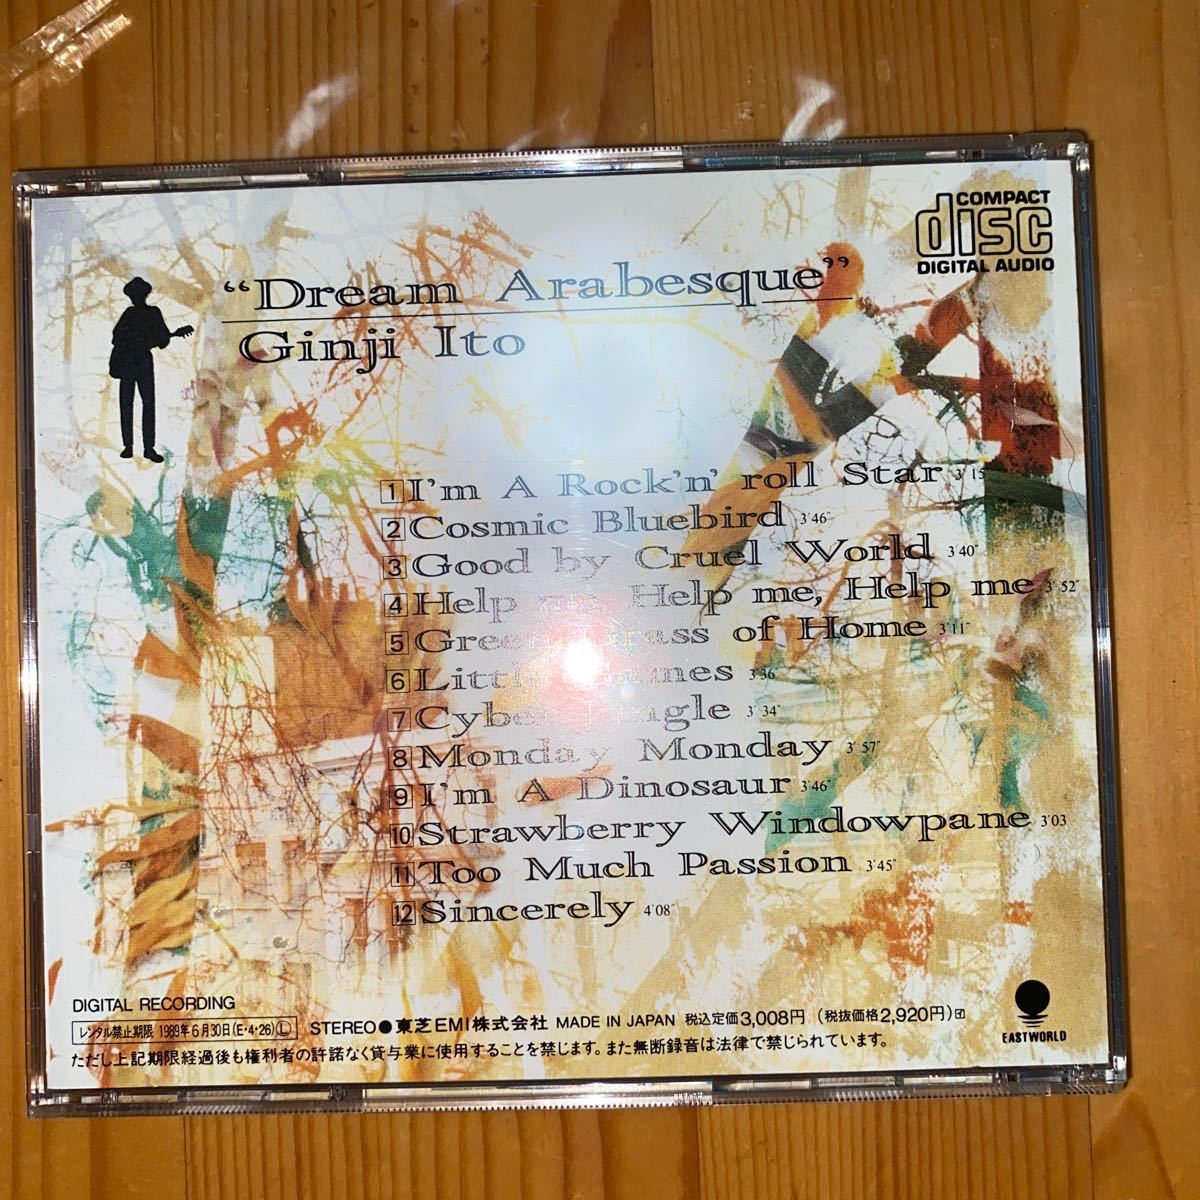 COMPACT
disc
DIGITAL AUDIO
“Dream Arabesque”
Ginji Ito
1 I'm A Rock'n' roll Star 3'15"
2 Cosmic Bluebird 3'46"
3 Good by Cruel World 3'40"
4 Help me, Help me, Help me 3'52"
5 Green Grass of Home 3'11"
6 Little 3'36"
7 Cyber 3'34"
8 Monday Monday 3'57"
9 I'm A Dinosaur 3'46"
10 Strawberry Windowpane 3'03
11 Too Much Passion 3'45"
12 Sincerely 4'08"
DIGITAL RECORDING
レンタル禁止期限 1989年6月30日(E・4・26)Ⓛ STEREO●東芝EMI株式会社 MADE IN JAPAN 税込定価3,008円 (税抜価格2,920円)
ただし上記期限経過後も権利者の許諾なく貸与業に使用することを禁じます。また無断録音は法律で禁じられています。
EASTWORLD